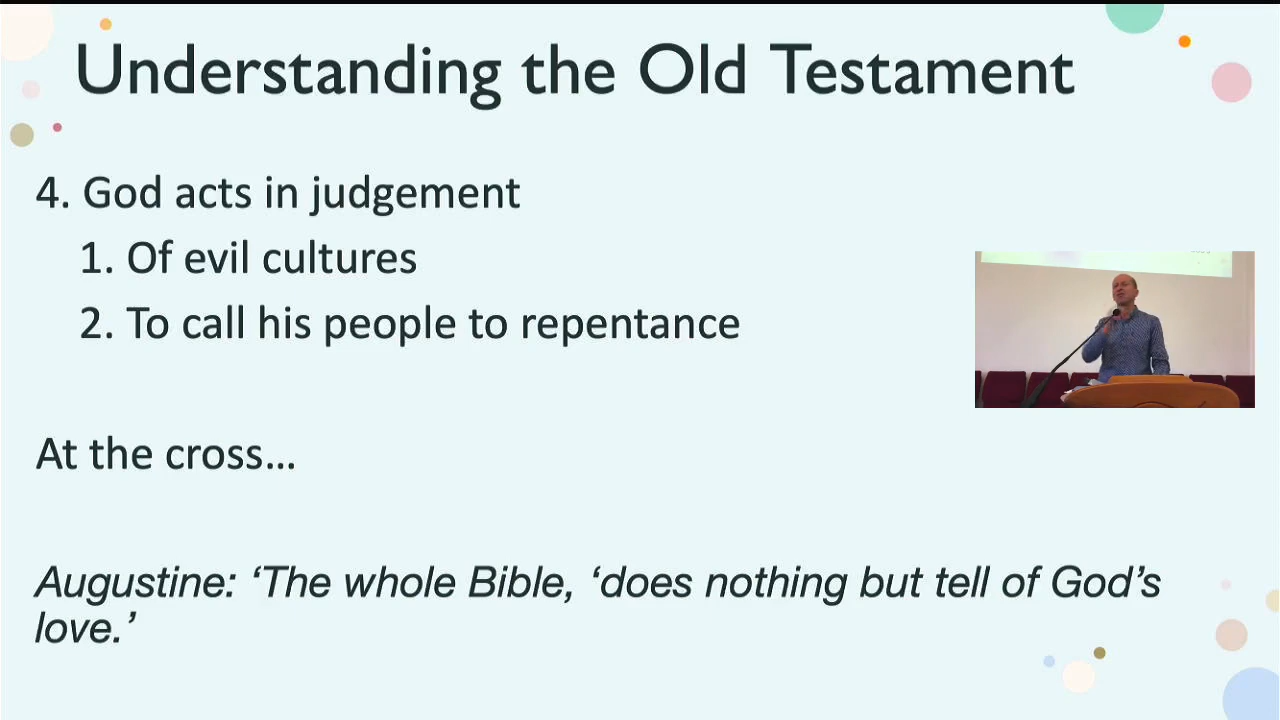 Understanding the Old Testament
4. God acts in judgement
1. Of evil cultures
2. To call his people to repentance
At the cross…
Augustine: ‘The whole Bible, ‘does nothing but tell of God’s
love.’